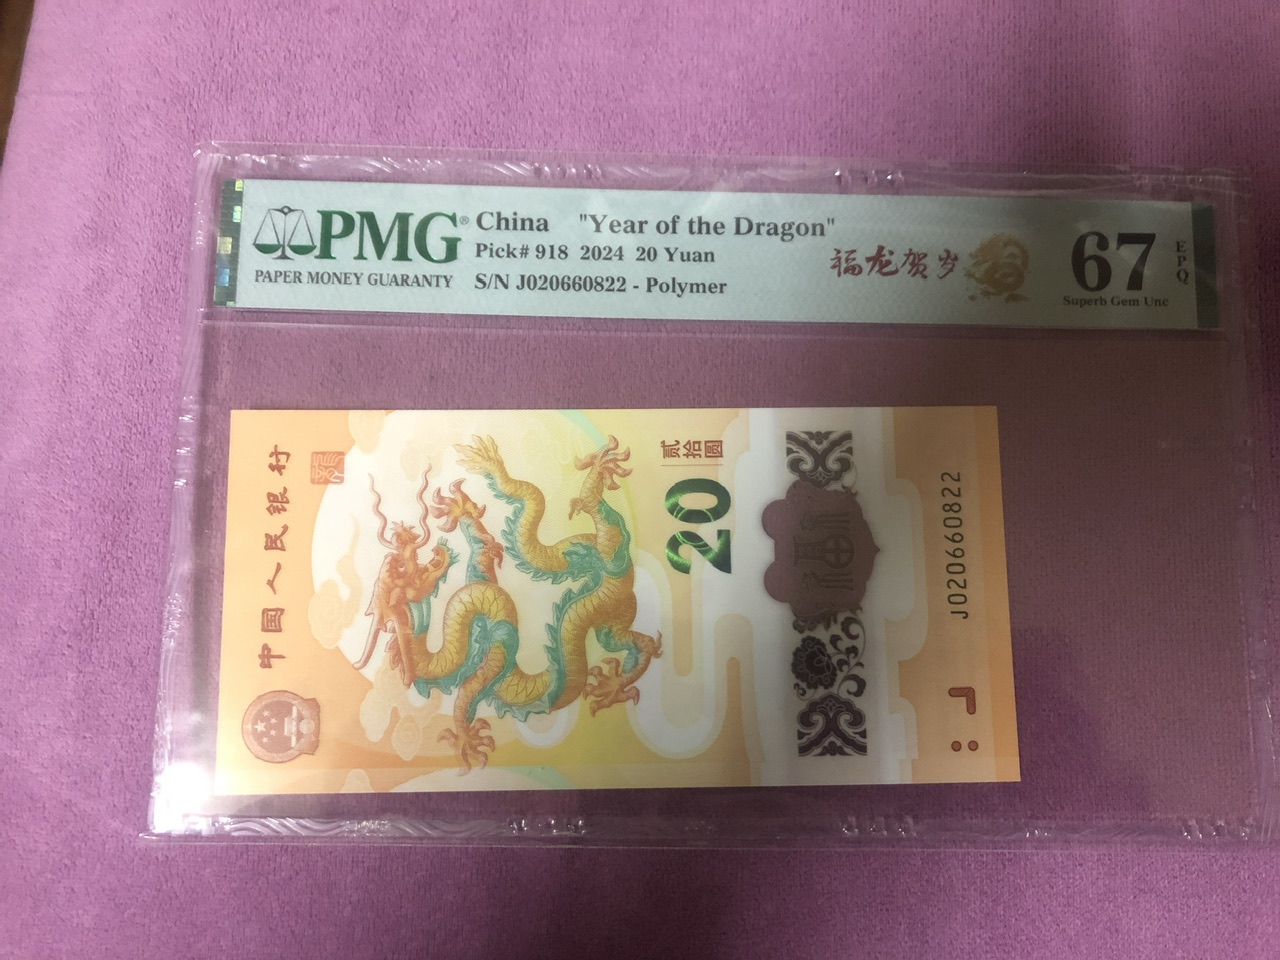 PMG®
PAPER MONEY GUARANTY
China "Year of the Dragon"
Pick# 918 2024 20 Yuan
S/N J020660822 - Polymer
福龙贺岁
67
EPQ
Superb Gem Unc
中国人民银行
贰拾圆
20
福
J020660822